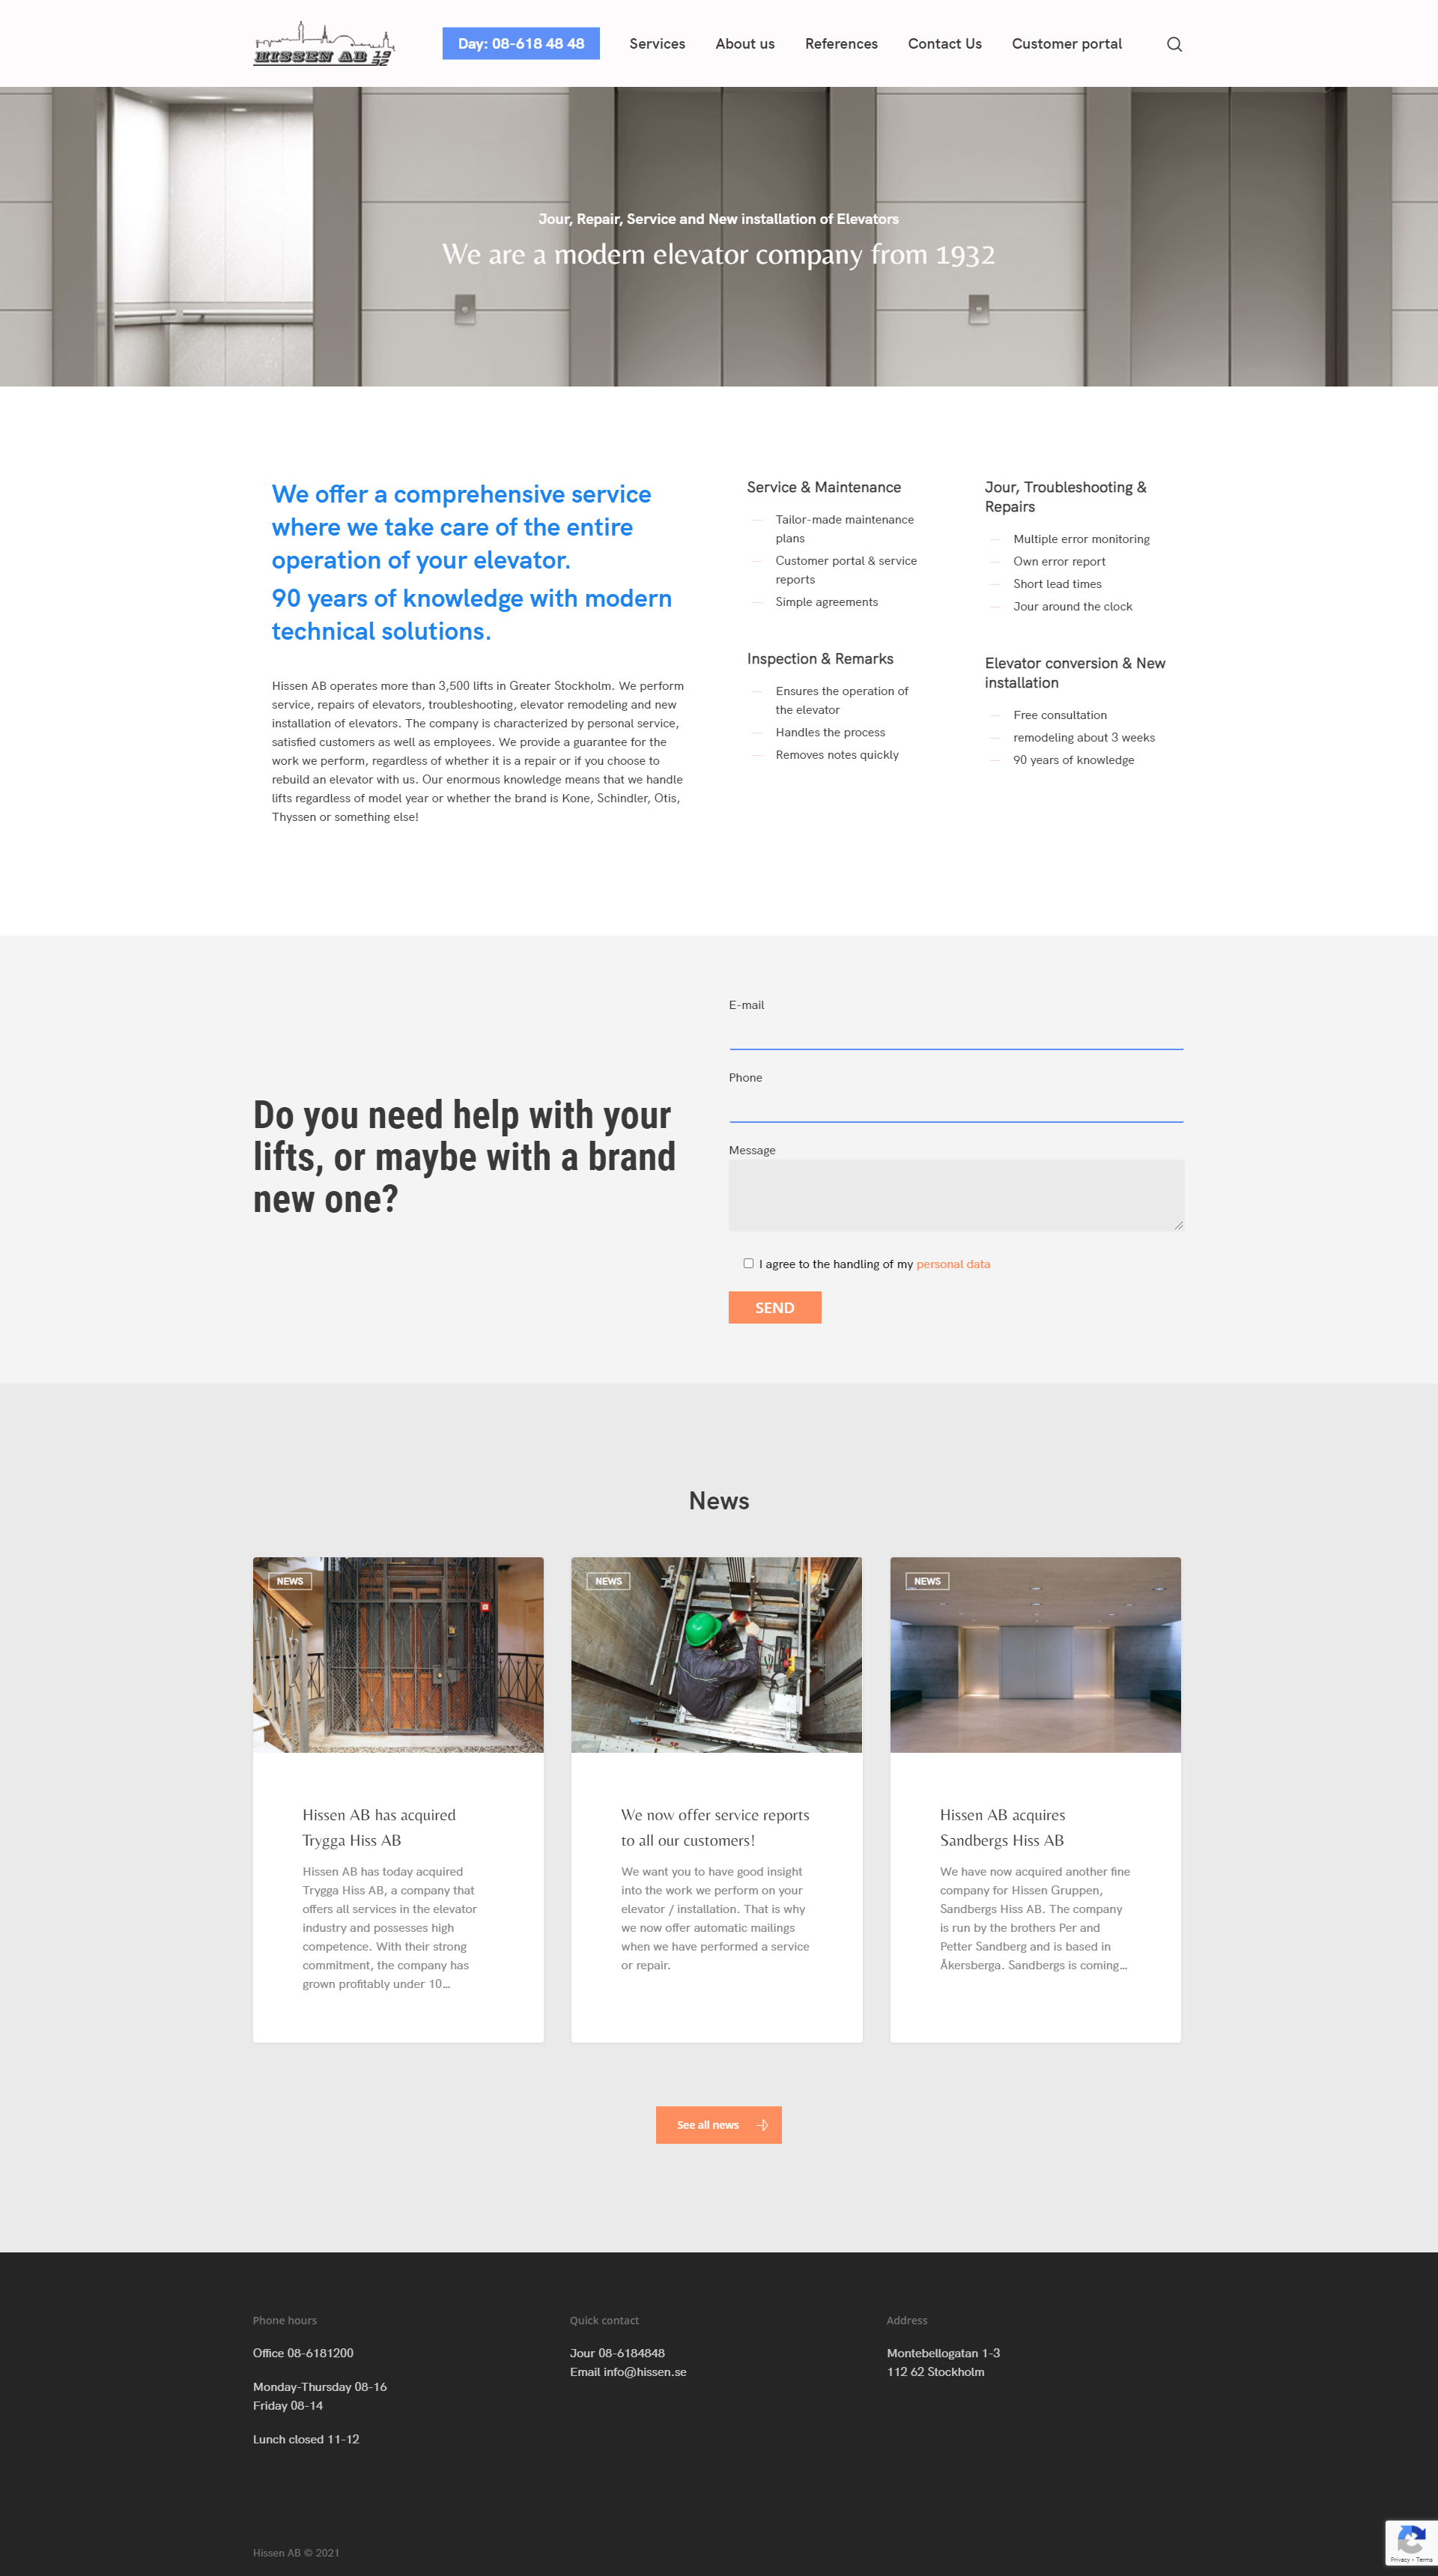 HISSEN AB 19 32
Day: 08-618 48 48
Services
About us
References
Contact Us
Customer portal
Jour, Repair, Service and New installation of Elevators
We are a modern elevator company from 1932
We offer a comprehensive service
where we take care of the entire
operation of your elevator.
90 years of knowledge with modern
technical solutions.
Hissen AB operates more than 3,500 lifts in Greater Stockholm. We perform
service, repairs of elevators, troubleshooting, elevator remodeling and new
installation of elevators. The company is characterized by personal service,
satisfied customers as well as employees. We provide a guarantee for the
work we perform, regardless of whether it is a repair or if you choose to
rebuild an elevator with us. Our enormous knowledge means that we handle
lifts regardless of model year or whether the brand is Kone, Schindler, Otis,
Thyssen or something else!
Service & Maintenance
Tailor-made maintenance
plans
Customer portal & service
reports
Simple agreements
Inspection & Remarks
Ensures the operation of
the elevator
Handles the process
Removes notes quickly
Jour, Troubleshooting &
Repairs
Multiple error monitoring
Own error report
Short lead times
Jour around the clock
Elevator conversion & New
installation
Free consultation
remodeling about 3 weeks
90 years of knowledge
Do you need help with your
lifts, or maybe with a brand
new one?
E-mail
Phone
Message
I agree to the handling of my personal data
SEND
News
NEWS
Hissen AB has acquired
Trygga Hiss AB
Hissen AB has today acquired
Trygga Hiss AB, a company that
offers all services in the elevator
industry and possesses high
competence. With their strong
commitment, the company has
grown profitably under 10...
NEWS
We now offer service reports
to all our customers!
We want you to have good insight
into the work we perform on your
elevator / installation. That is why
we now offer automatic mailings
when we have performed a service
or repair.
NEWS
Hissen AB acquires
Sandbergs Hiss AB
We have now acquired another fine
company for Hissen Gruppen,
Sandbergs Hiss AB. The company
is run by the brothers Per and
Petter Sandberg and is based in
Åkersberga. Sandbergs is coming...
See all news
Phone hours
Office 08-6181200
Monday-Thursday 08-16
Friday 08-14
Lunch closed 11-12
Quick contact
Jour 08-6184848
Email info@hissen.se
Address
Montebellogatan 1-3
112 62 Stockholm
Hissen AB © 2021
Privacy - Terms